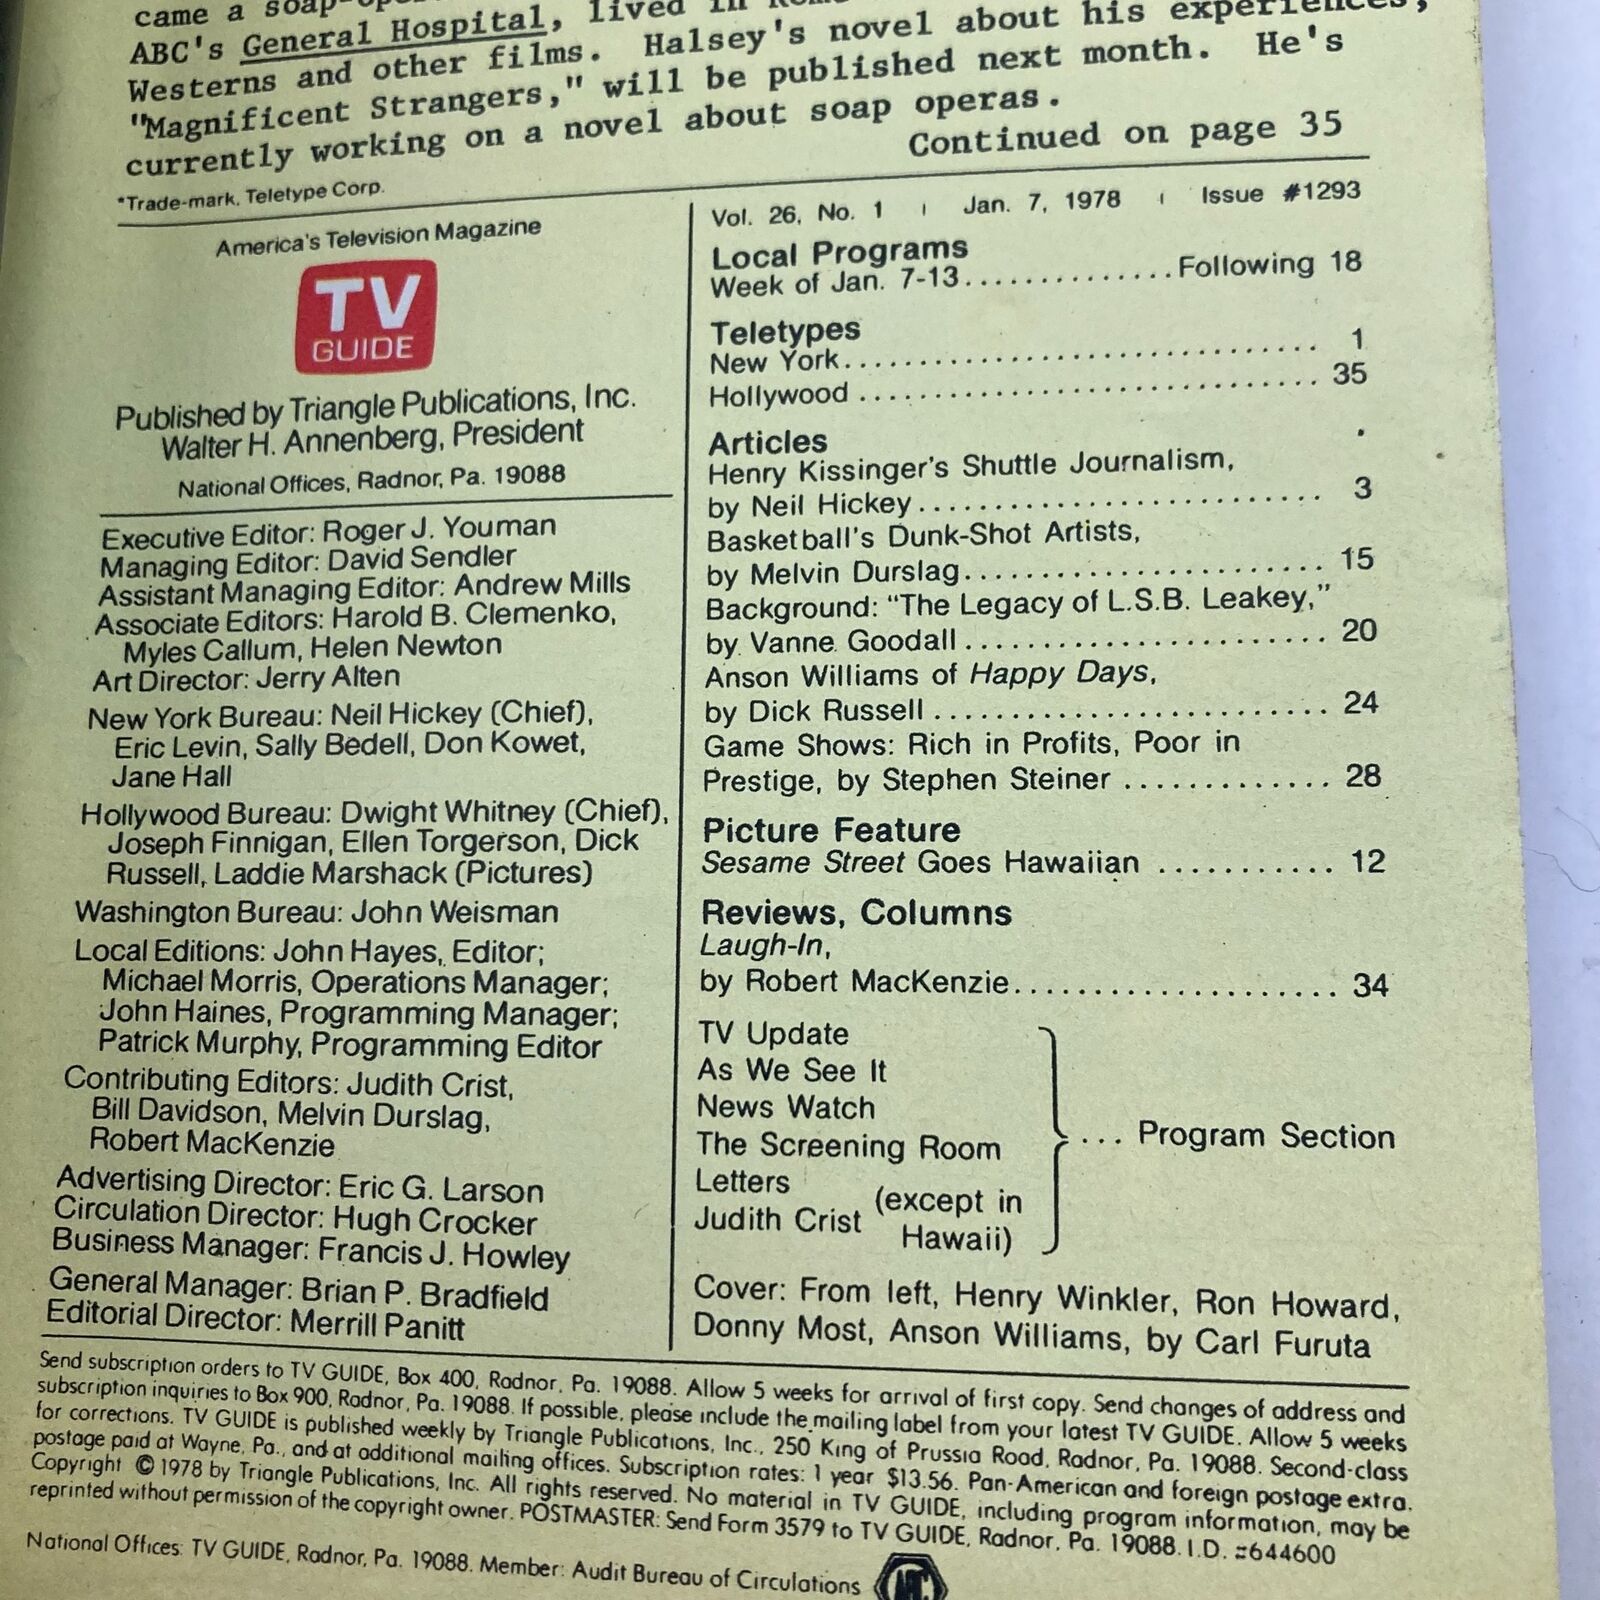 came a
ABC's General Hospital, lived in
Westerns and other films. Halsey's novel about his experiences,
"Magnificent Strangers," will be published next month. He's
currently working on a novel about soap operas.
Continued on page 35
*Trade-mark, Teletype Corp.
America's Television Magazine
TV
GUIDE
Published by Triangle Publications, Inc.
Walter H. Annenberg, President
National Offices, Radnor, Pa. 19088
Executive Editor: Roger J. Youman
Managing Editor: David Sendler
Assistant Managing Editor: Andrew Mills
Associate Editors: Harold B. Clemenko,
Myles Callum, Helen Newton
Art Director: Jerry Alten
New York Bureau: Neil Hickey (Chief),
Eric Levin, Sally Bedell, Don Kowet,
Jane Hall
Hollywood Bureau: Dwight Whitney (Chief),
Joseph Finnigan, Ellen Torgerson, Dick
Russell, Laddie Marshack (Pictures)
Washington Bureau: John Weisman
Local Editions: John Hayes, Editor;
Michael Morris, Operations Manager;
John Haines, Programming Manager;
Patrick Murphy, Programming Editor
Contributing Editors: Judith Crist,
Bill Davidson, Melvin Durslag,
Robert MacKenzie
Advertising Director: Eric G. Larson
Circulation Director: Hugh Crocker
Business Manager: Francis J. Howley
General Manager: Brian P. Bradfield
Editorial Director: Merrill Panitt
Vol. 26, No. 1 | Jan. 7, 1978 | Issue #1293
Local Programs
Week of Jan. 7-13..............Following 18
Teletypes
New York............................... 1
Hollywood ............................... 35
Articles
Henry Kissinger's Shuttle Journalism,
by Neil Hickey........................... 3
Basketball's Dunk-Shot Artists,
by Melvin Durslag........................ 15
Background: "The Legacy of L.S.B. Leakey,"
by Vanne Goodall........................ 20
Anson Williams of Happy Days,
by Dick Russell .......................... 24
Game Shows: Rich in Profits, Poor in
Prestige, by Stephen Steiner ............. 28
Picture Feature
Sesame Street Goes Hawaiian ........... 12
Reviews, Columns
Laugh-In,
by Robert MacKenzie..................... 34
TV Update
As We See It
News Watch
The Screening Room
Letters
Judith Crist (except in
Hawaii)
... Program Section
Cover: From left, Henry Winkler, Ron Howard,
Donny Most, Anson Williams, by Carl Furuta
Send subscription orders to TV GUIDE, Box 400, Radnor, Pa. 19088. Allow 5 weeks for arrival of first copy. Send changes of address and
subscription inquiries to Box 900, Radnor, Pa. 19088. If possible, please include the mailing label from your latest TV GUIDE. Allow 5 weeks
for corrections. TV GUIDE is published weekly by Triangle Publications, Inc., 250 King of Prussia Road, Radnor, Pa. 19088. Second-class
postage paid at Wayne, Pa., and at additional mailing offices. Subscription rates: 1 year $13.56. Pan-American and foreign postage extra.
Copyright ©1978 by Triangle Publications, Inc. All rights reserved. No material in TV GUIDE, including program information, may be
reprinted without permission of the copyright owner. POSTMASTER: Send Form 3579 to TV GUIDE, Radnor, Pa. 19088. I.D. #644600
National Offices: TV GUIDE, Radnor, Pa. 19088. Member: Audit Bureau of Circulations